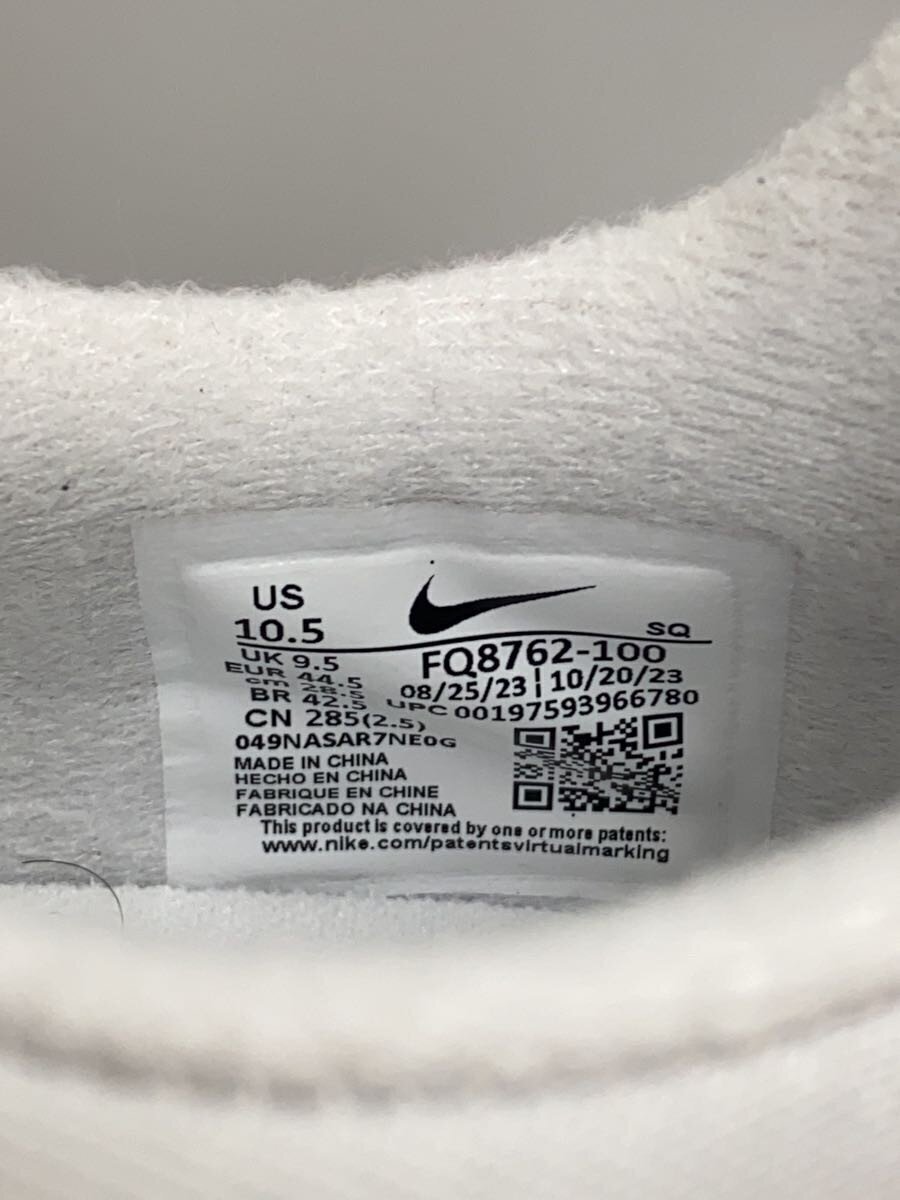 US
10.5
SQ
UK 9.5
EUR 44.5
cm 28.5
BR 42.5
CN 285(2.5)
FQ8762-100
08/25/23 | 10/20/23
UPC 00197593966780
049NASAR7NE0G
MADE IN CHINA
HECHO EN CHINA
FABRIQUE EN CHINE
FABRICADO NA CHINA
This product is covered by one or more patents:
www.nike.com/patentsvirtualmarking